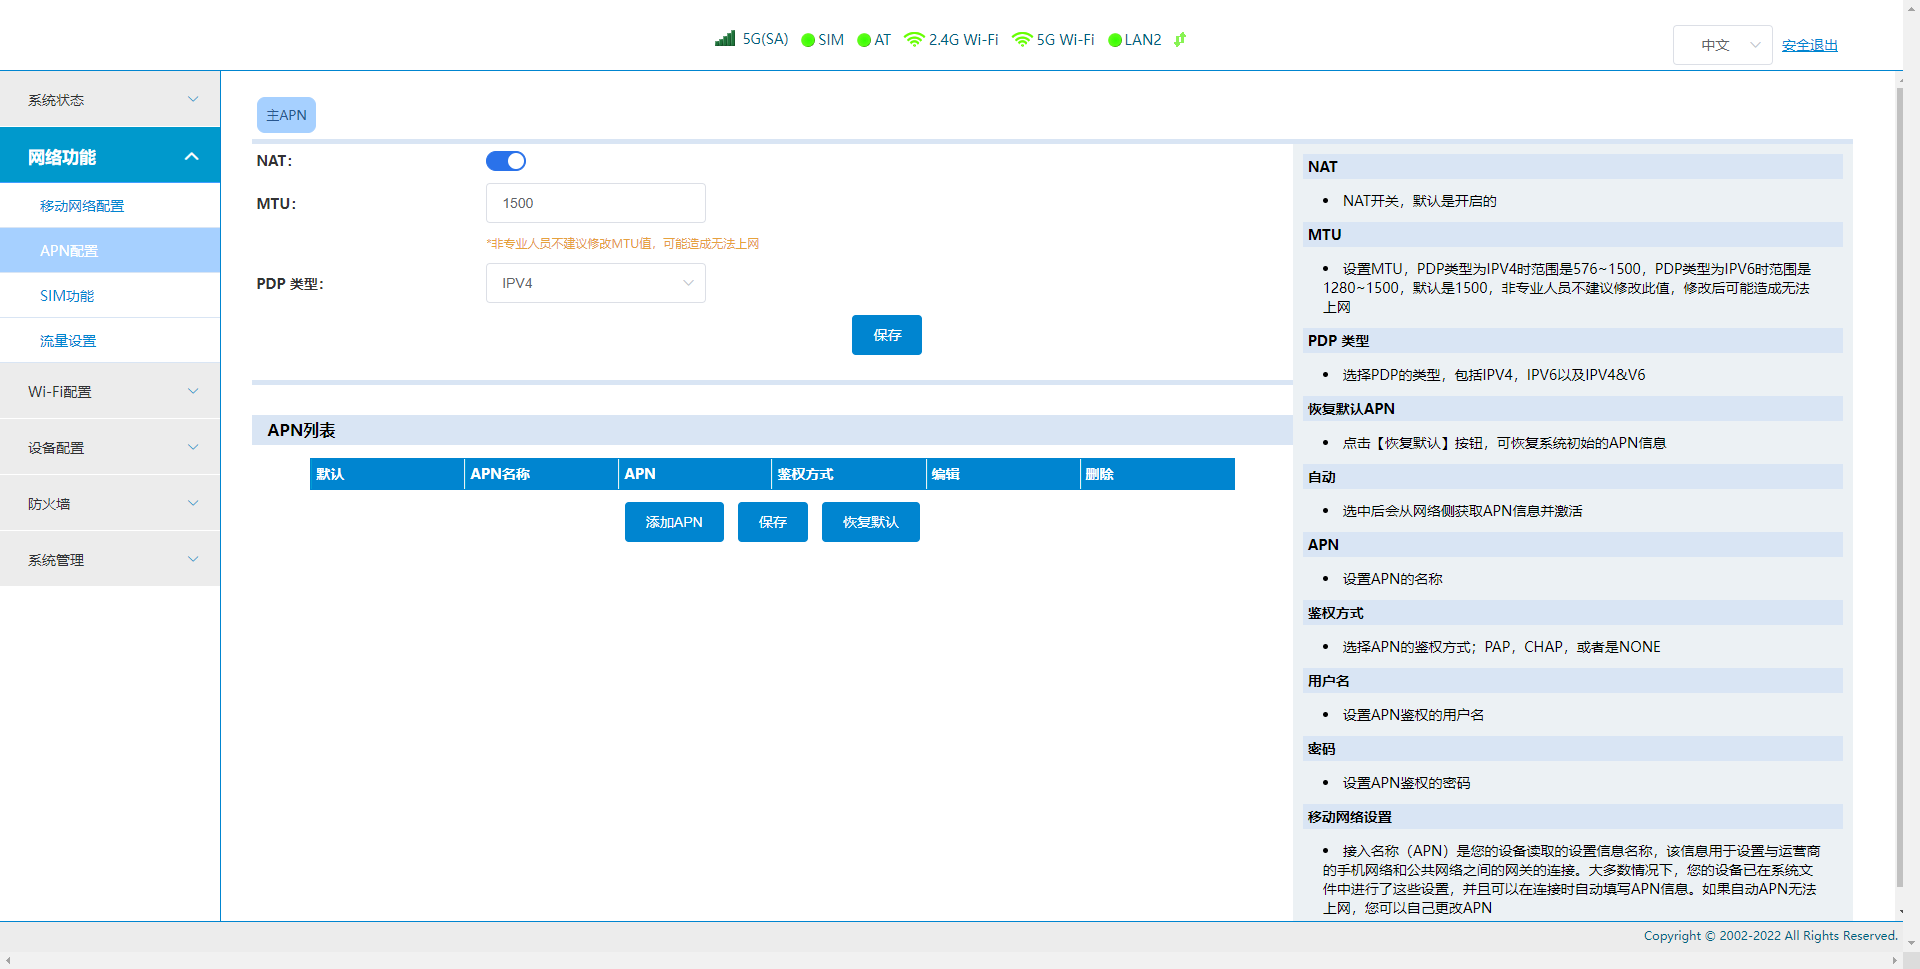 5G(SA) SIM AT 2.4G Wi-Fi 5G Wi-Fi LAN2
中文 安全退出
系统状态
网络功能
移动网络配置
APN配置
SIM功能
流量设置
Wi-Fi配置
设备配置
防火墙
系统管理
主APN
NAT：
MTU： 1500
*非专业人员不建议修改MTU值，可能造成无法上网
PDP 类型： IPV4
保存
APN列表
默认 APN名称 APN 鉴权方式 编辑 删除
添加APN 保存 恢复默认
NAT
• NAT开关，默认是开启的
MTU
• 设置MTU，PDP类型为IPV4时范围是576~1500，PDP类型为IPV6时范围是
1280~1500，默认是1500，非专业人员不建议修改此值，修改后可能造成无法
上网
PDP 类型
• 选择PDP的类型，包括IPV4，IPV6以及IPV4&V6
恢复默认APN
• 点击【恢复默认】按钮，可恢复系统初始的APN信息
自动
• 选中后会从网络侧获取APN信息并激活
APN
• 设置APN的名称
鉴权方式
• 选择APN的鉴权方式；PAP，CHAP，或者是NONE
用户名
• 设置APN鉴权的用户名
密码
• 设置APN鉴权的密码
移动网络设置
• 接入名称（APN）是您的设备读取的设置信息名称，该信息用于设置与运营商
的手机网络和公共网络之间的网关的连接。大多数情况下，您的设备已在系统文
件中进行了这些设置，并且可以在连接时自动填写APN信息。如果自动APN无法
上网，您可以自己更改APN
Copyright © 2002-2022 All Rights Reserved.